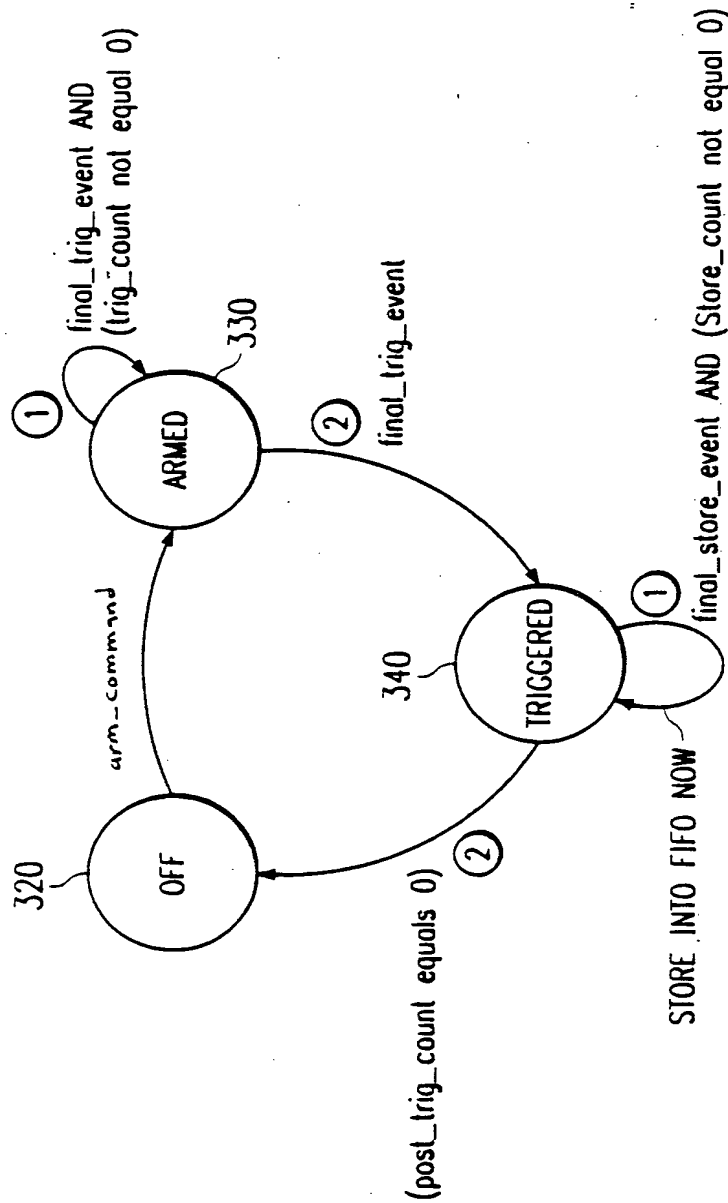 320
OFF
arm_command
1
ARMED
330
final_trig_event AND
(trig_count not equal 0)
2
final_trig_event
340
TRIGGERED
1
final_store_event AND (Store_count not equal 0)
STORE INTO FIFO NOW
2
(post_trig_count equals 0)